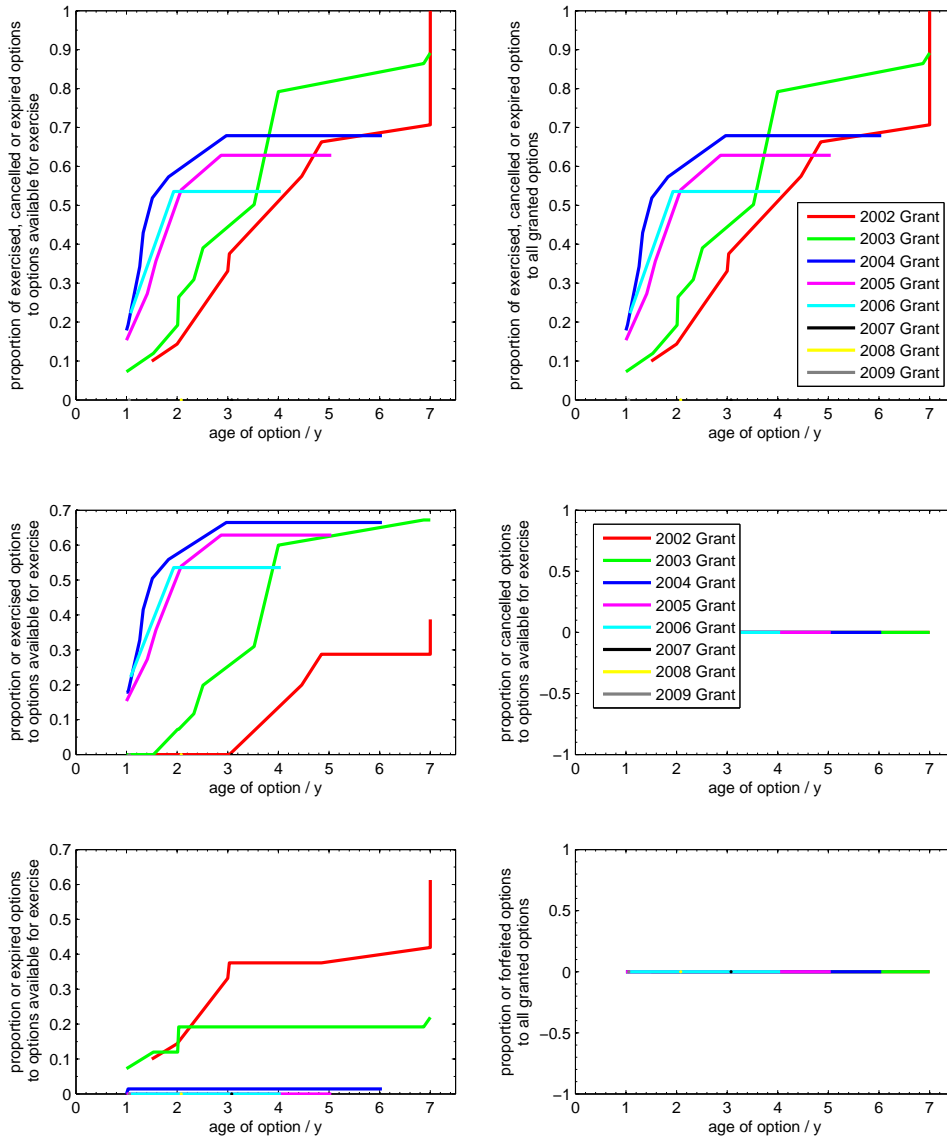 proportion of exercised, cancelled or expired options
to options available for exercise
1
0.9
0.8
0.7
0.6
0.5
0.4
0.3
0.2
0.1
0
0 1 2 3 4 5 6 7
age of option / y
proportion of exercised, cancelled or expired options
to all granted options
1
0.9
0.8
0.7
0.6
0.5
0.4
0.3
0.2
0.1
0
0 1 2 3 4 5 6 7
age of option / y
2002 Grant
2003 Grant
2004 Grant
2005 Grant
2006 Grant
2007 Grant
2008 Grant
2009 Grant
proportion or exercised options
to options available for exercise
0.7
0.6
0.5
0.4
0.3
0.2
0.1
0
0 1 2 3 4 5 6 7
age of option / y
proportion or cancelled options
to options available for exercise
1
0.5
0
−0.5
−1
0 1 2 3 4 5 6 7
age of option / y
2002 Grant
2003 Grant
2004 Grant
2005 Grant
2006 Grant
2007 Grant
2008 Grant
2009 Grant
proportion or expired options
to options available for exercise
0.7
0.6
0.5
0.4
0.3
0.2
0.1
0
0 1 2 3 4 5 6 7
age of option / y
proportion or forfeited options
to all granted options
1
0.5
0
−0.5
−1
0 1 2 3 4 5 6 7
age of option / y